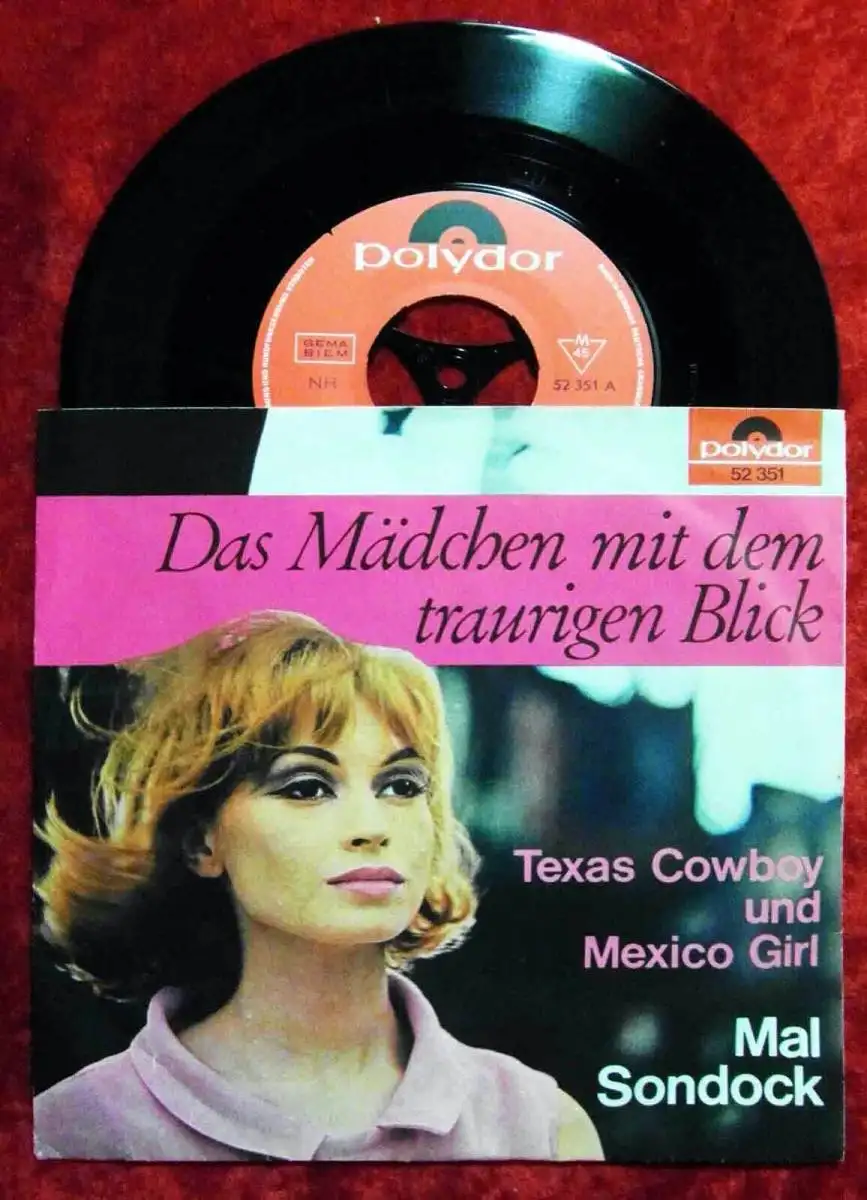 polydor
GEMA
BIEM
NH
M
45
52 351 A
polydor
52 351
Das Mädchen mit dem
traurigen Blick
Texas Cowboy
und
Mexico Girl
Mal
Sondock